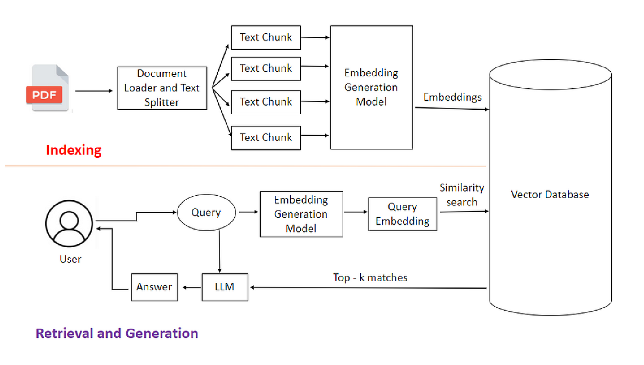 Text Chunk
Text Chunk
Text Chunk
Text Chunk
PDF
Document
Loader and Text
Splitter
Embedding
Generation
Model
Embeddings
Indexing
Vector Database
User
Query
Embedding
Generation
Model
Query
Embedding
Similarity
search
Top - k matches
LLM
Answer
Retrieval and Generation